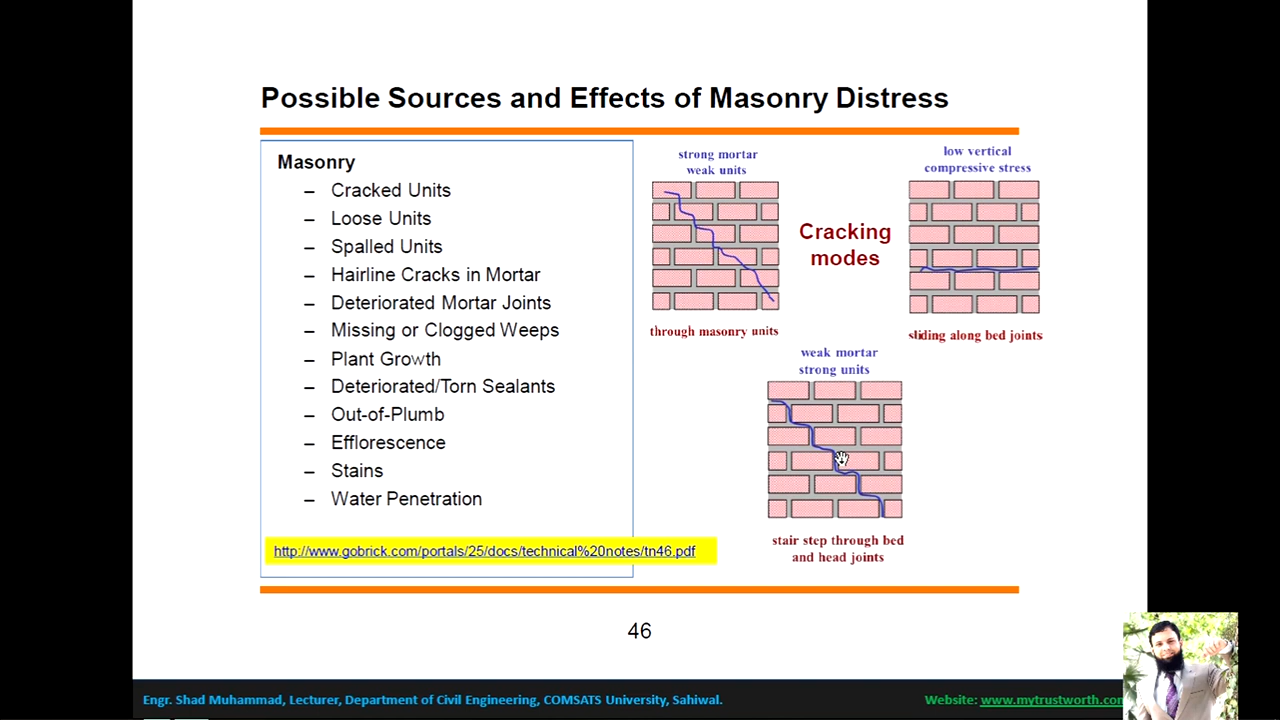 Possible Sources and Effects of Masonry Distress
Masonry
– Cracked Units
– Loose Units
– Spalled Units
– Hairline Cracks in Mortar
– Deteriorated Mortar Joints
– Missing or Clogged Weeps
– Plant Growth
– Deteriorated/Torn Sealants
– Out-of-Plumb
– Efflorescence
– Stains
– Water Penetration
http://www.gobrick.com/portals/25/docs/technical%20notes/tn46.pdf
strong mortar
weak units
through masonry units
Cracking
modes
low vertical
compressive stress
sliding along bed joints
weak mortar
strong units
stair step through bed
and head joints
46
Engr. Shad Muhammad, Lecturer, Department of Civil Engineering, COMSATS University, Sahiwal.
Website: www.mytrustworth.com